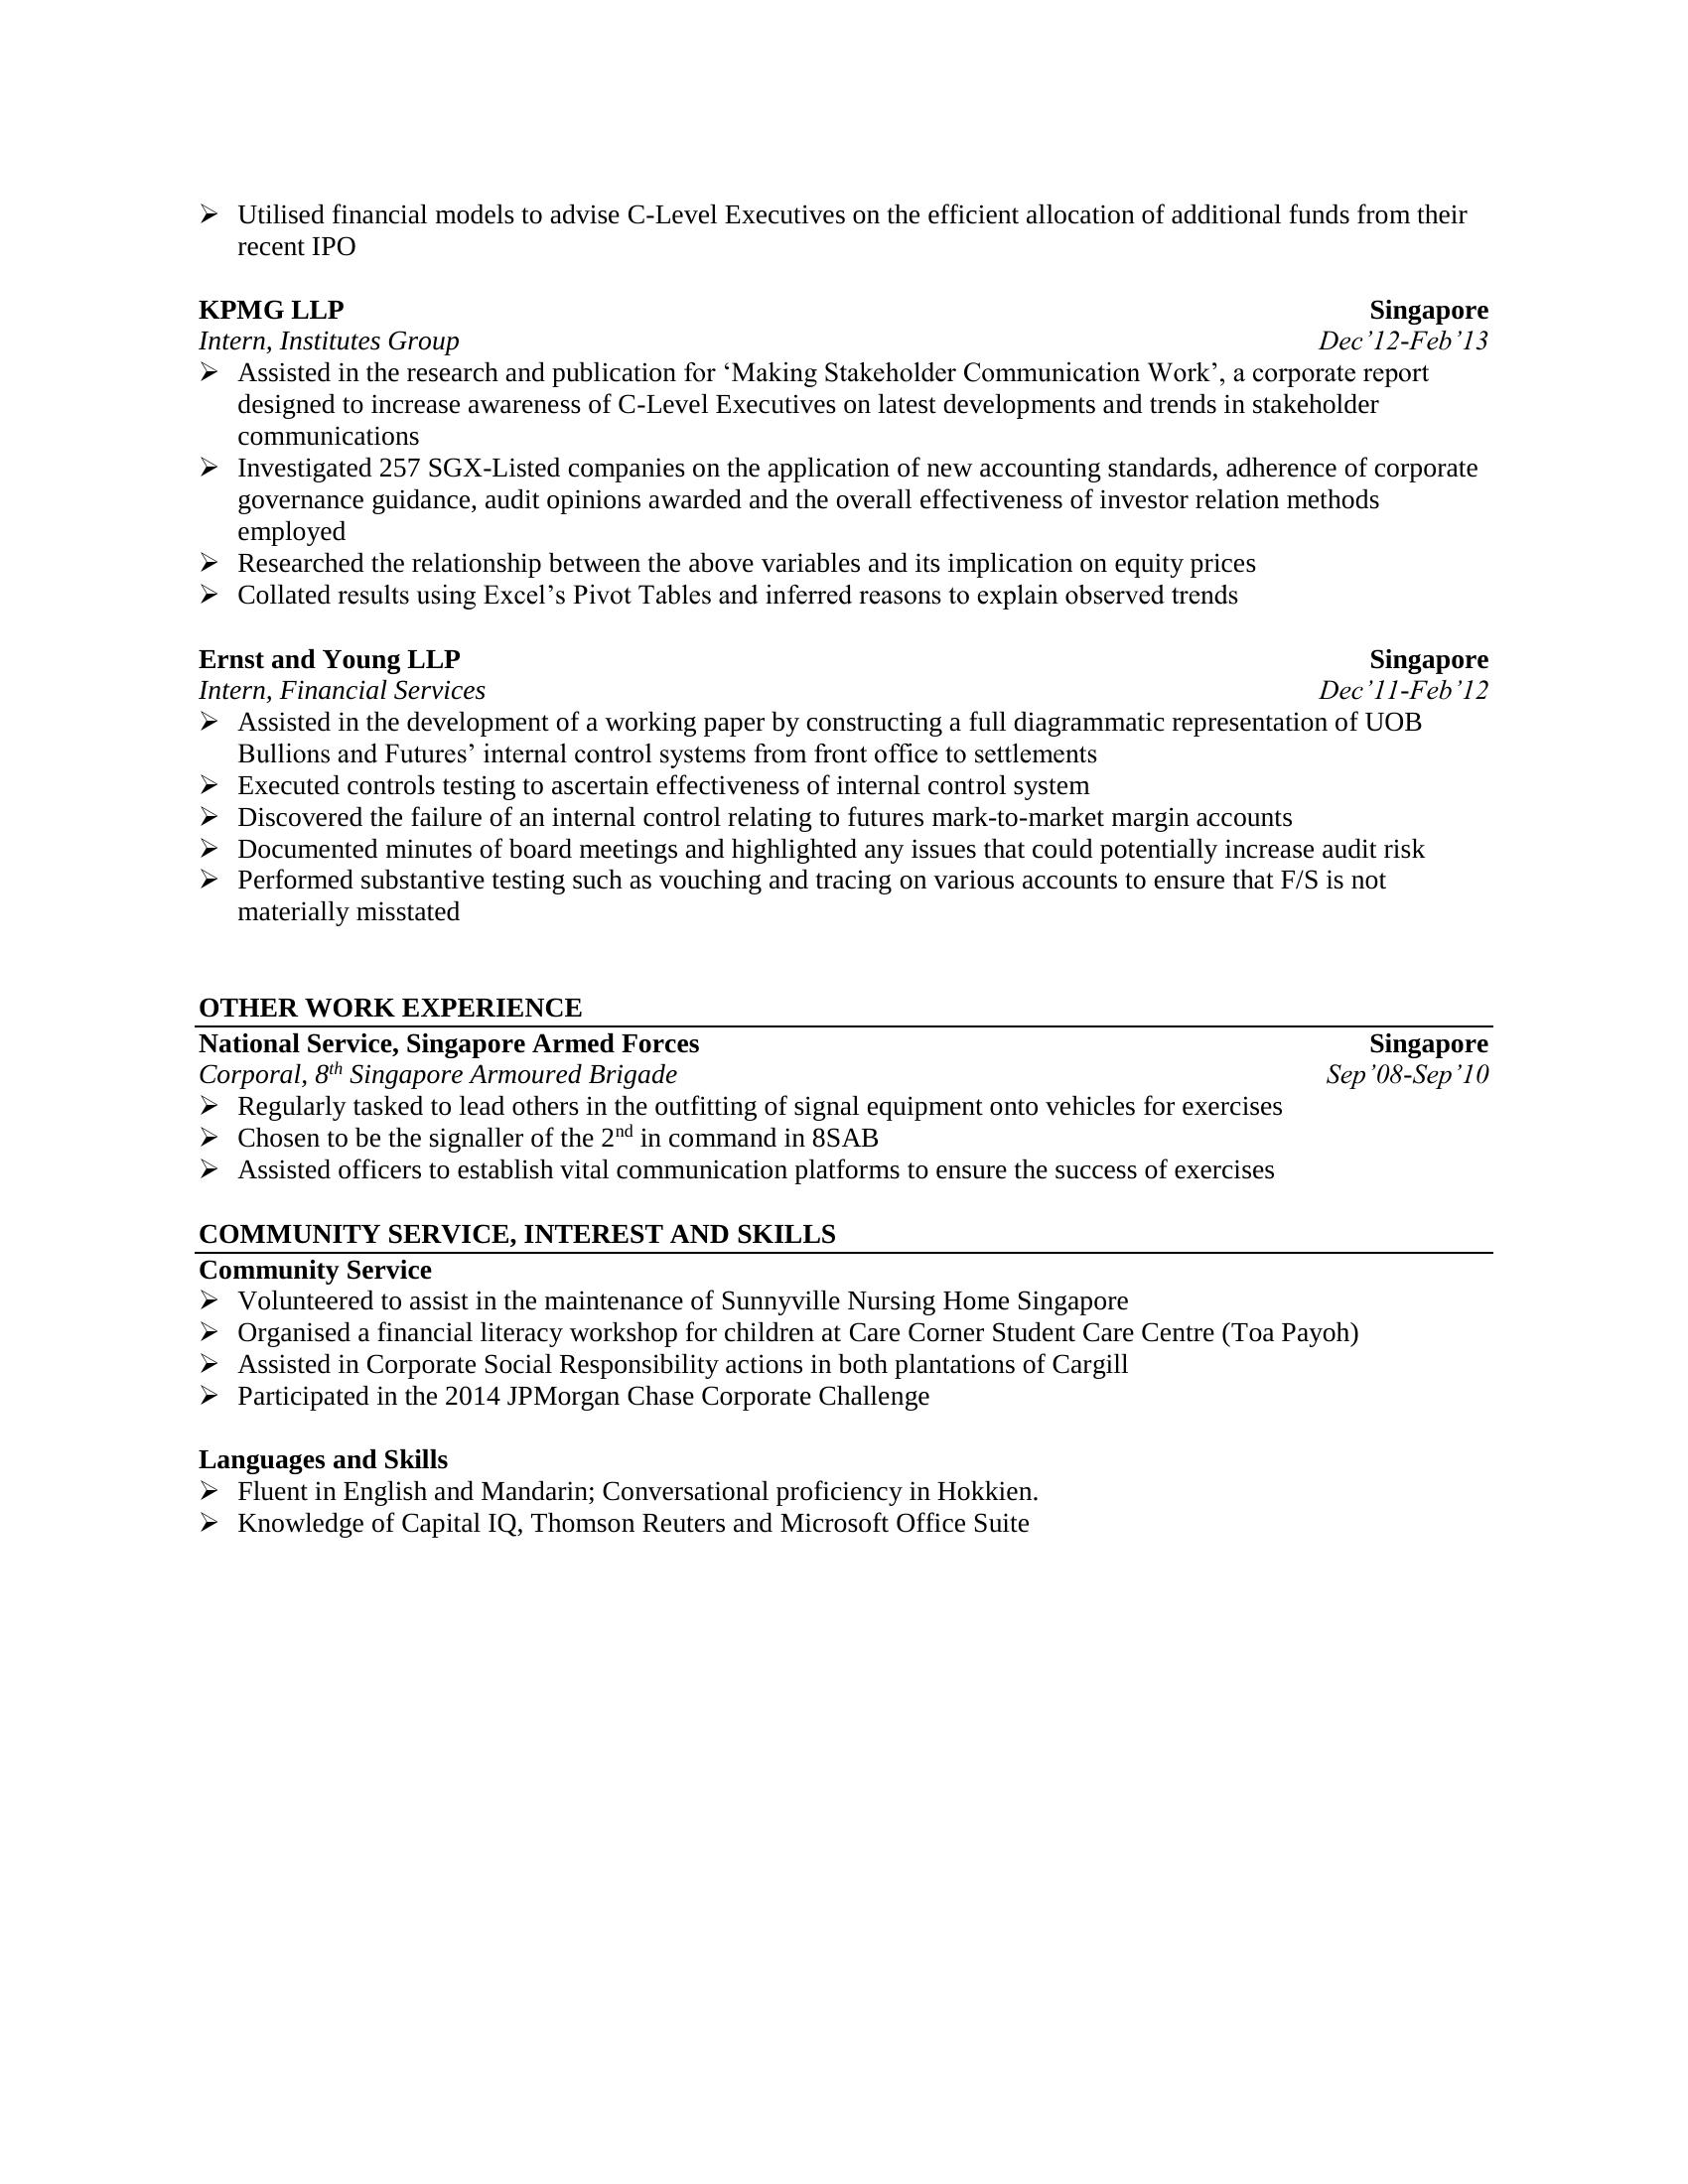 ➢ Utilised financial models to advise C-Level Executives on the efficient allocation of additional funds from their
recent IPO
KPMG LLP Singapore
Intern, Institutes Group Dec’12-Feb’13
➢ Assisted in the research and publication for ‘Making Stakeholder Communication Work’, a corporate report
designed to increase awareness of C-Level Executives on latest developments and trends in stakeholder
communications
➢ Investigated 257 SGX-Listed companies on the application of new accounting standards, adherence of corporate
governance guidance, audit opinions awarded and the overall effectiveness of investor relation methods
employed
➢ Researched the relationship between the above variables and its implication on equity prices
➢ Collated results using Excel’s Pivot Tables and inferred reasons to explain observed trends
Ernst and Young LLP Singapore
Intern, Financial Services Dec’11-Feb’12
➢ Assisted in the development of a working paper by constructing a full diagrammatic representation of UOB
Bullions and Futures’ internal control systems from front office to settlements
➢ Executed controls testing to ascertain effectiveness of internal control system
➢ Discovered the failure of an internal control relating to futures mark-to-market margin accounts
➢ Documented minutes of board meetings and highlighted any issues that could potentially increase audit risk
➢ Performed substantive testing such as vouching and tracing on various accounts to ensure that F/S is not
materially misstated
OTHER WORK EXPERIENCE
National Service, Singapore Armed Forces Singapore
Corporal, 8th Singapore Armoured Brigade Sep’08-Sep’10
➢ Regularly tasked to lead others in the outfitting of signal equipment onto vehicles for exercises
➢ Chosen to be the signaller of the 2nd in command in 8SAB
➢ Assisted officers to establish vital communication platforms to ensure the success of exercises
COMMUNITY SERVICE, INTEREST AND SKILLS
Community Service
➢ Volunteered to assist in the maintenance of Sunnyville Nursing Home Singapore
➢ Organised a financial literacy workshop for children at Care Corner Student Care Centre (Toa Payoh)
➢ Assisted in Corporate Social Responsibility actions in both plantations of Cargill
➢ Participated in the 2014 JPMorgan Chase Corporate Challenge
Languages and Skills
➢ Fluent in English and Mandarin; Conversational proficiency in Hokkien.
➢ Knowledge of Capital IQ, Thomson Reuters and Microsoft Office Suite